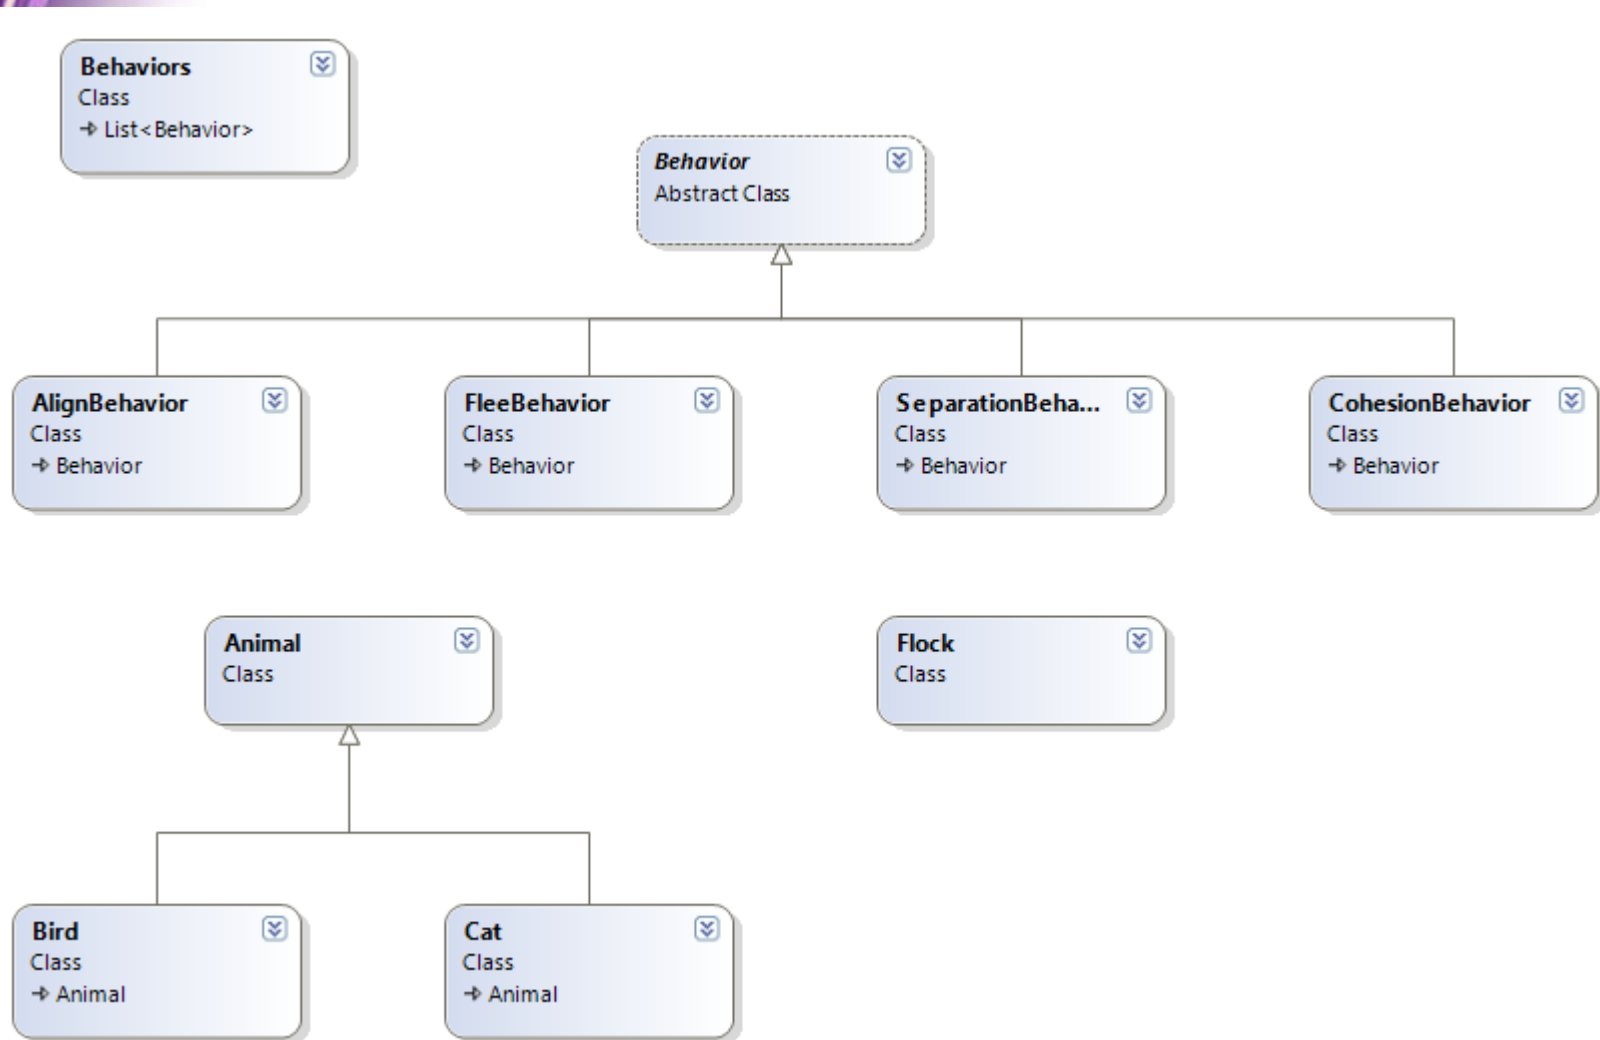 Behaviors
Class
List<Behavior>
Behavior
Abstract Class
AlignBehavior
Class
Behavior
FleeBehavior
Class
Behavior
SeparationBeha...
Class
Behavior
CohesionBehavior
Class
Behavior
Animal
Class
Flock
Class
Bird
Class
Animal
Cat
Class
Animal